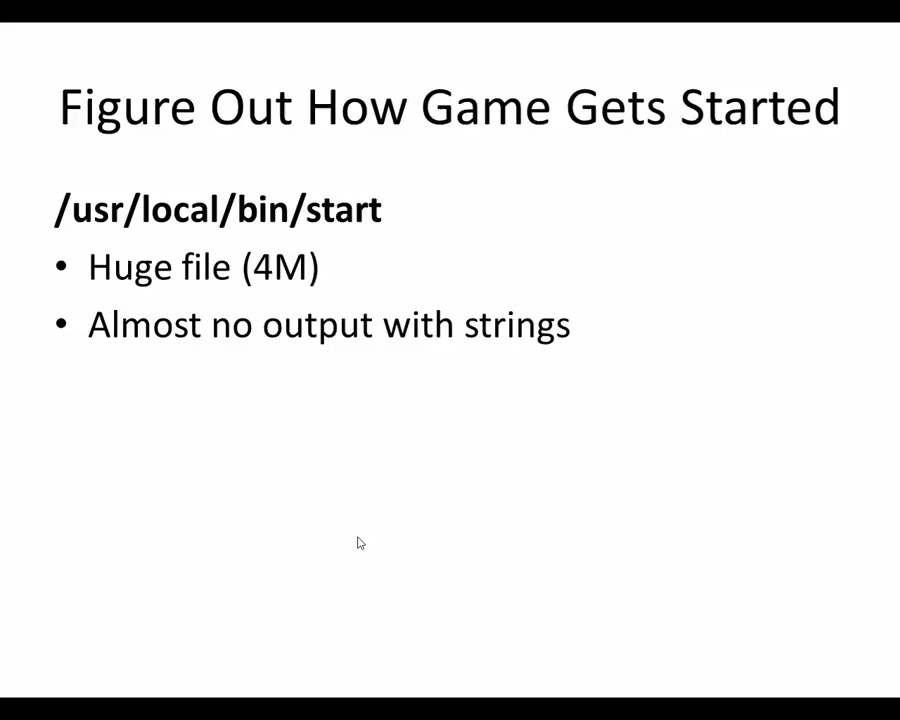 Figure Out How Game Gets Started
/usr/local/bin/start
• Huge file (4M)
• Almost no output with strings